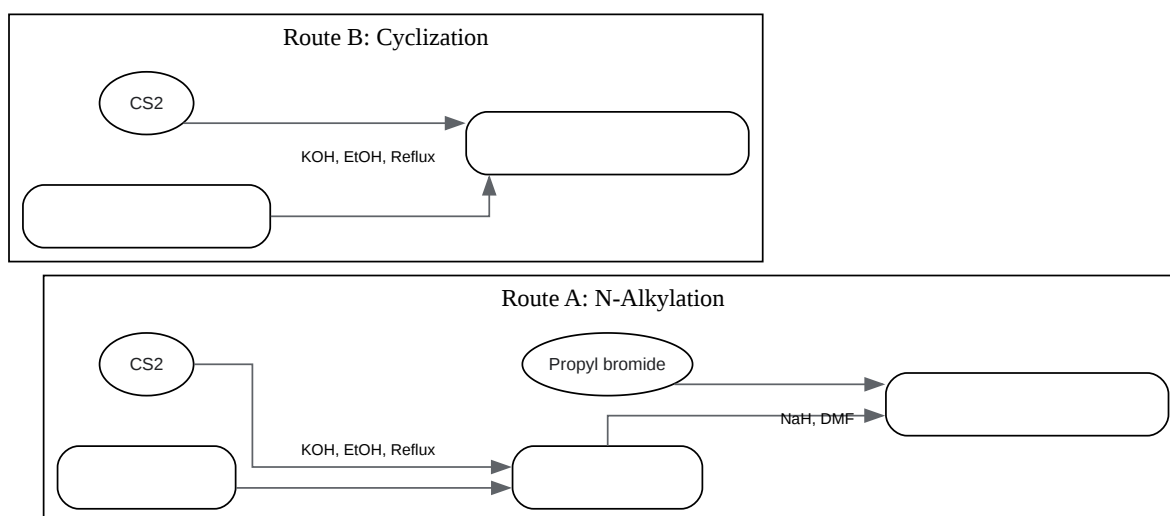 Route B: Cyclization
CS2
KOH, EtOH, Reflux
Route A: N-Alkylation
CS2
Propyl bromide
NaH, DMF
KOH, EtOH, Reflux